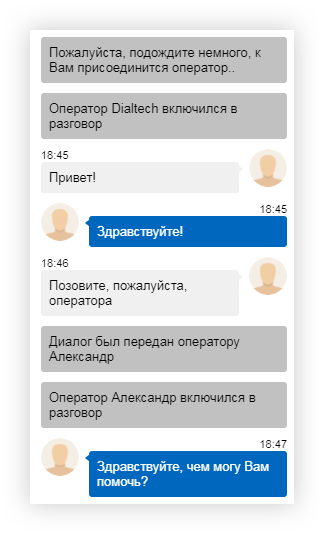 Пожалуйста, подождите немного, к
Вам присоединится оператор..
Оператор Dialtech включился в
разговор
18:45
Привет!
18:45
Здравствуйте!
18:46
Позовите, пожалуйста,
оператора
Диалог был передан оператору
Александр
Оператор Александр включился в
разговор
18:47
Здравствуйте, чем могу Вам
помочь?